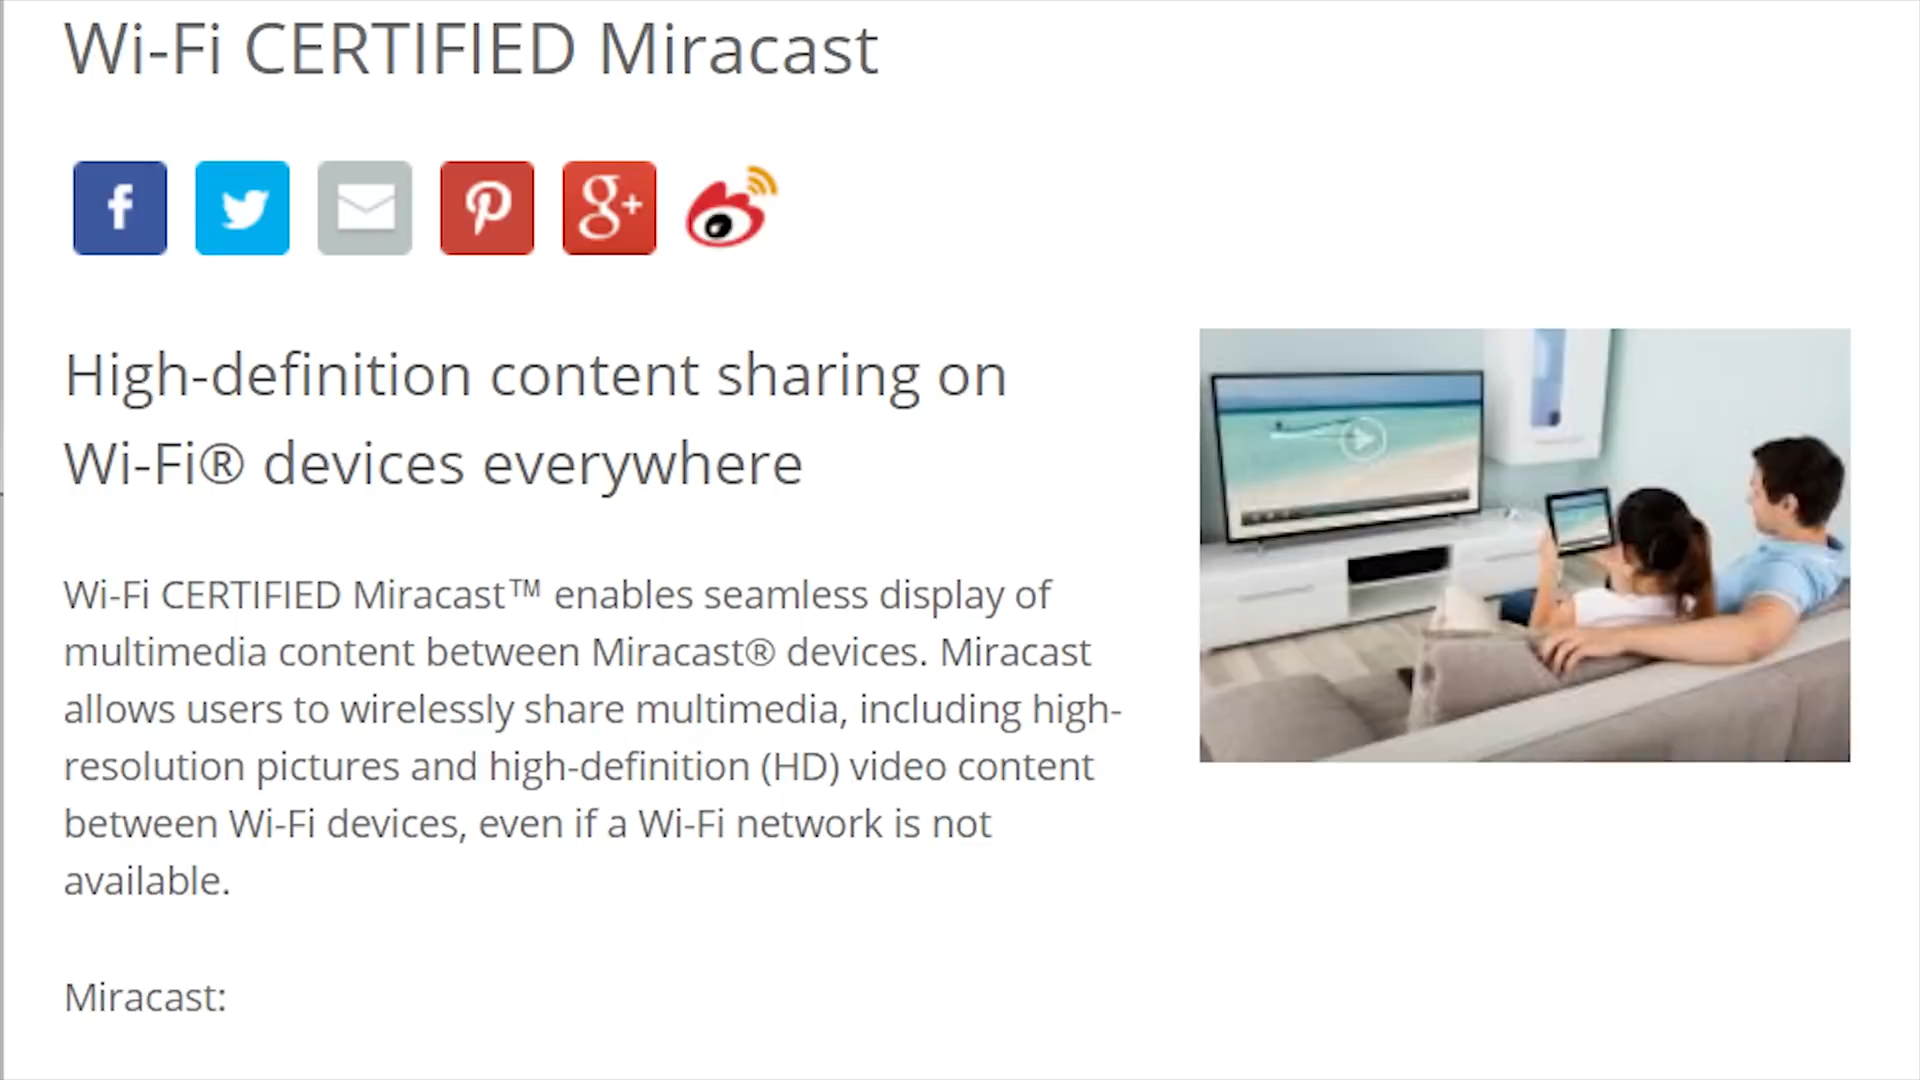 Wi-Fi CERTIFIED Miracast
f
g+
High-definition content sharing on
Wi-Fi® devices everywhere
Wi-Fi CERTIFIED Miracast™ enables seamless display of
multimedia content between Miracast® devices. Miracast
allows users to wirelessly share multimedia, including high-
resolution pictures and high-definition (HD) video content
between Wi-Fi devices, even if a Wi-Fi network is not
available.
Miracast: